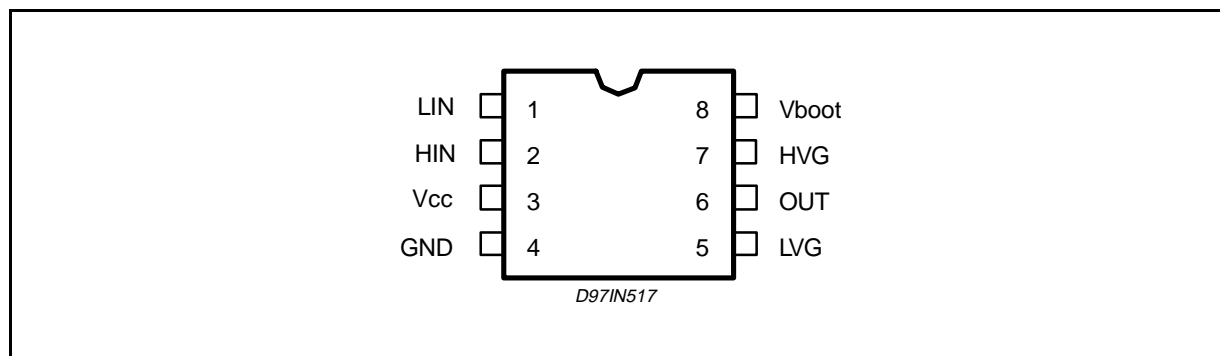 LIN 1 8 Vboot
HIN 2 7 HVG
Vcc 3 6 OUT
GND 4 5 LVG
D97IN517